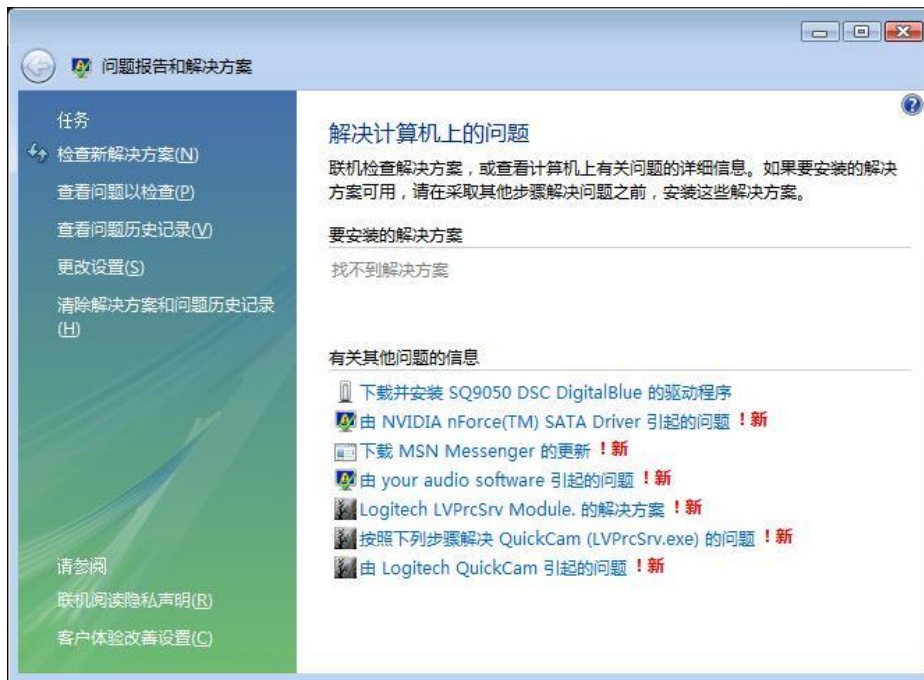 问题报告和解决方案
任务
检查新解决方案(N)
查看问题以检查(P)
查看问题历史记录(V)
更改设置(S)
清除解决方案和问题历史记录
(H)
请参阅
联机阅读隐私声明(R)
客户体验改善设置(C)
?
解决计算机上的问题
联机检查解决方案，或查看计算机上有关问题的详细信息。如果要安装的解决
方案可用，请在采取其他步骤解决问题之前，安装这些解决方案。
要安装的解决方案
找不到解决方案
有关其他问题的信息
下载并安装 SQ9050 DSC DigitalBlue 的驱动程序
由 NVIDIA nForce(TM) SATA Driver 引起的问题 ！新
下载 MSN Messenger 的更新 ！新
由 your audio software 引起的问题 ！新
Logitech LVPrcSrv Module. 的解决方案 ！新
按照下列步骤解决 QuickCam (LVPrcSrv.exe) 的问题 ！新
由 Logitech QuickCam 引起的问题 ！新